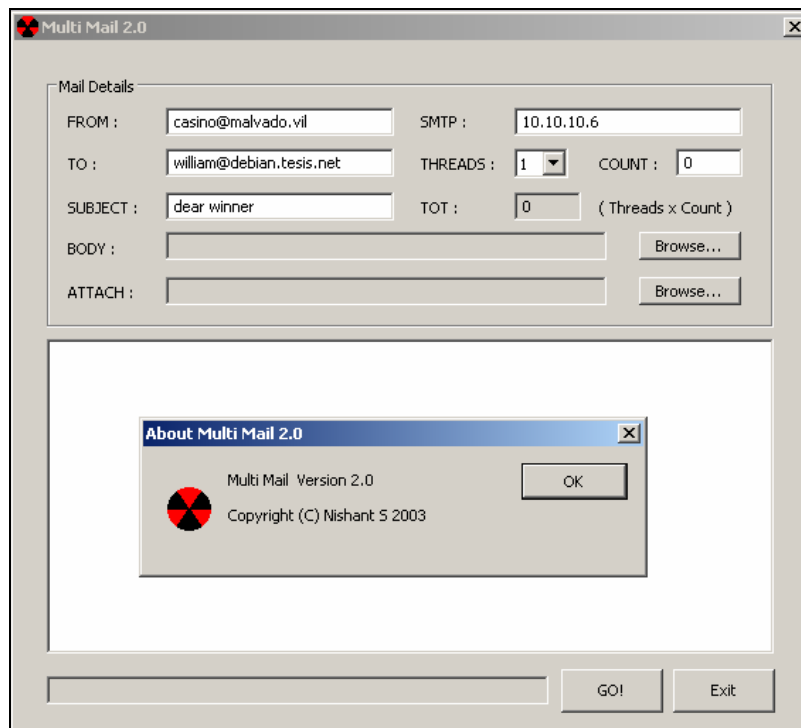 Multi Mail 2.0
Mail Details
FROM : casino@malvado.vil SMTP : 10.10.10.6
TO : william@debian.tesis.net THREADS : 1 COUNT : 0
SUBJECT : dear winner TOT : 0 ( Threads x Count )
BODY : Browse...
ATTACH : Browse...
About Multi Mail 2.0
Multi Mail Version 2.0 OK
Copyright (C) Nishant S 2003
GO! Exit